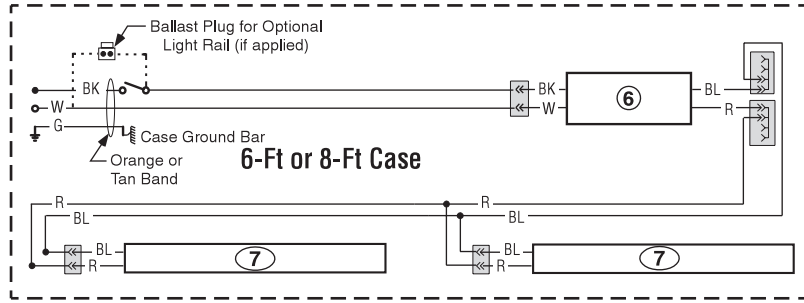 Ballast Plug for Optional
Light Rail (if applied)
BK
W
G
Case Ground Bar
Orange or
Tan Band
6-Ft or 8-Ft Case
BK
W
6
BL
R
R
BL
R
BL
BL
R
7
BL
R
7